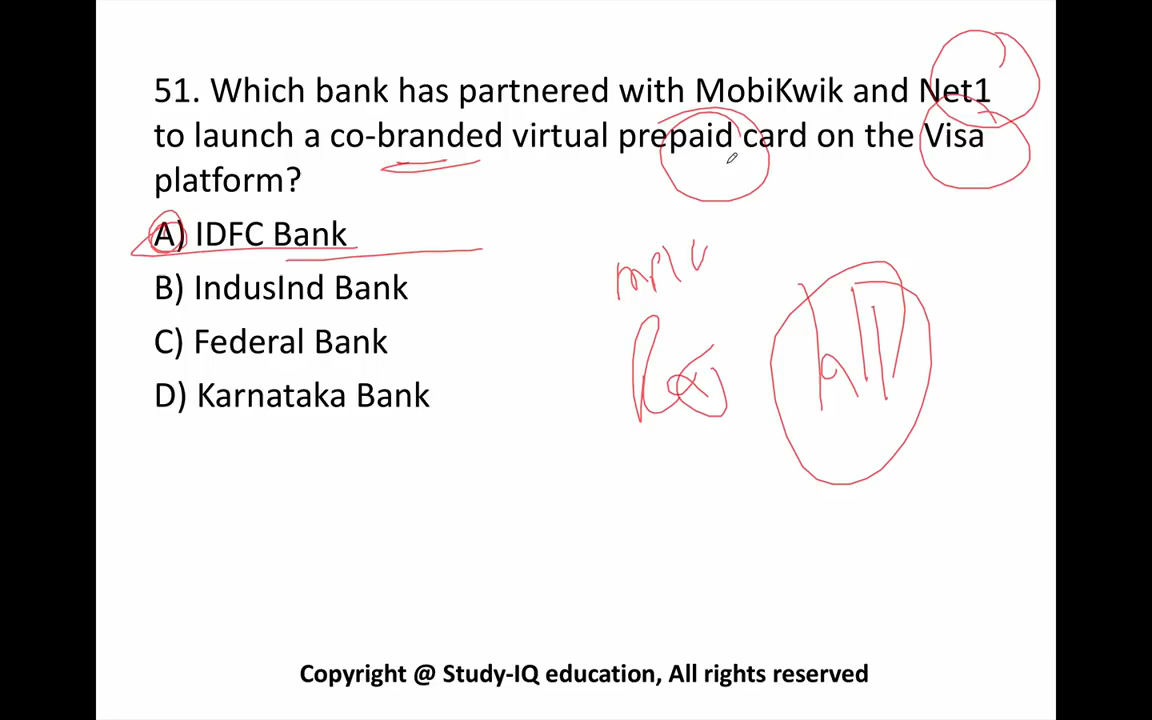 51. Which bank has partnered with MobiKwik and Net1
to launch a co-branded virtual prepaid card on the Visa
platform?
A) IDFC Bank
B) IndusInd Bank
C) Federal Bank
D) Karnataka Bank
Copyright @ Study-IQ education, All rights reserved